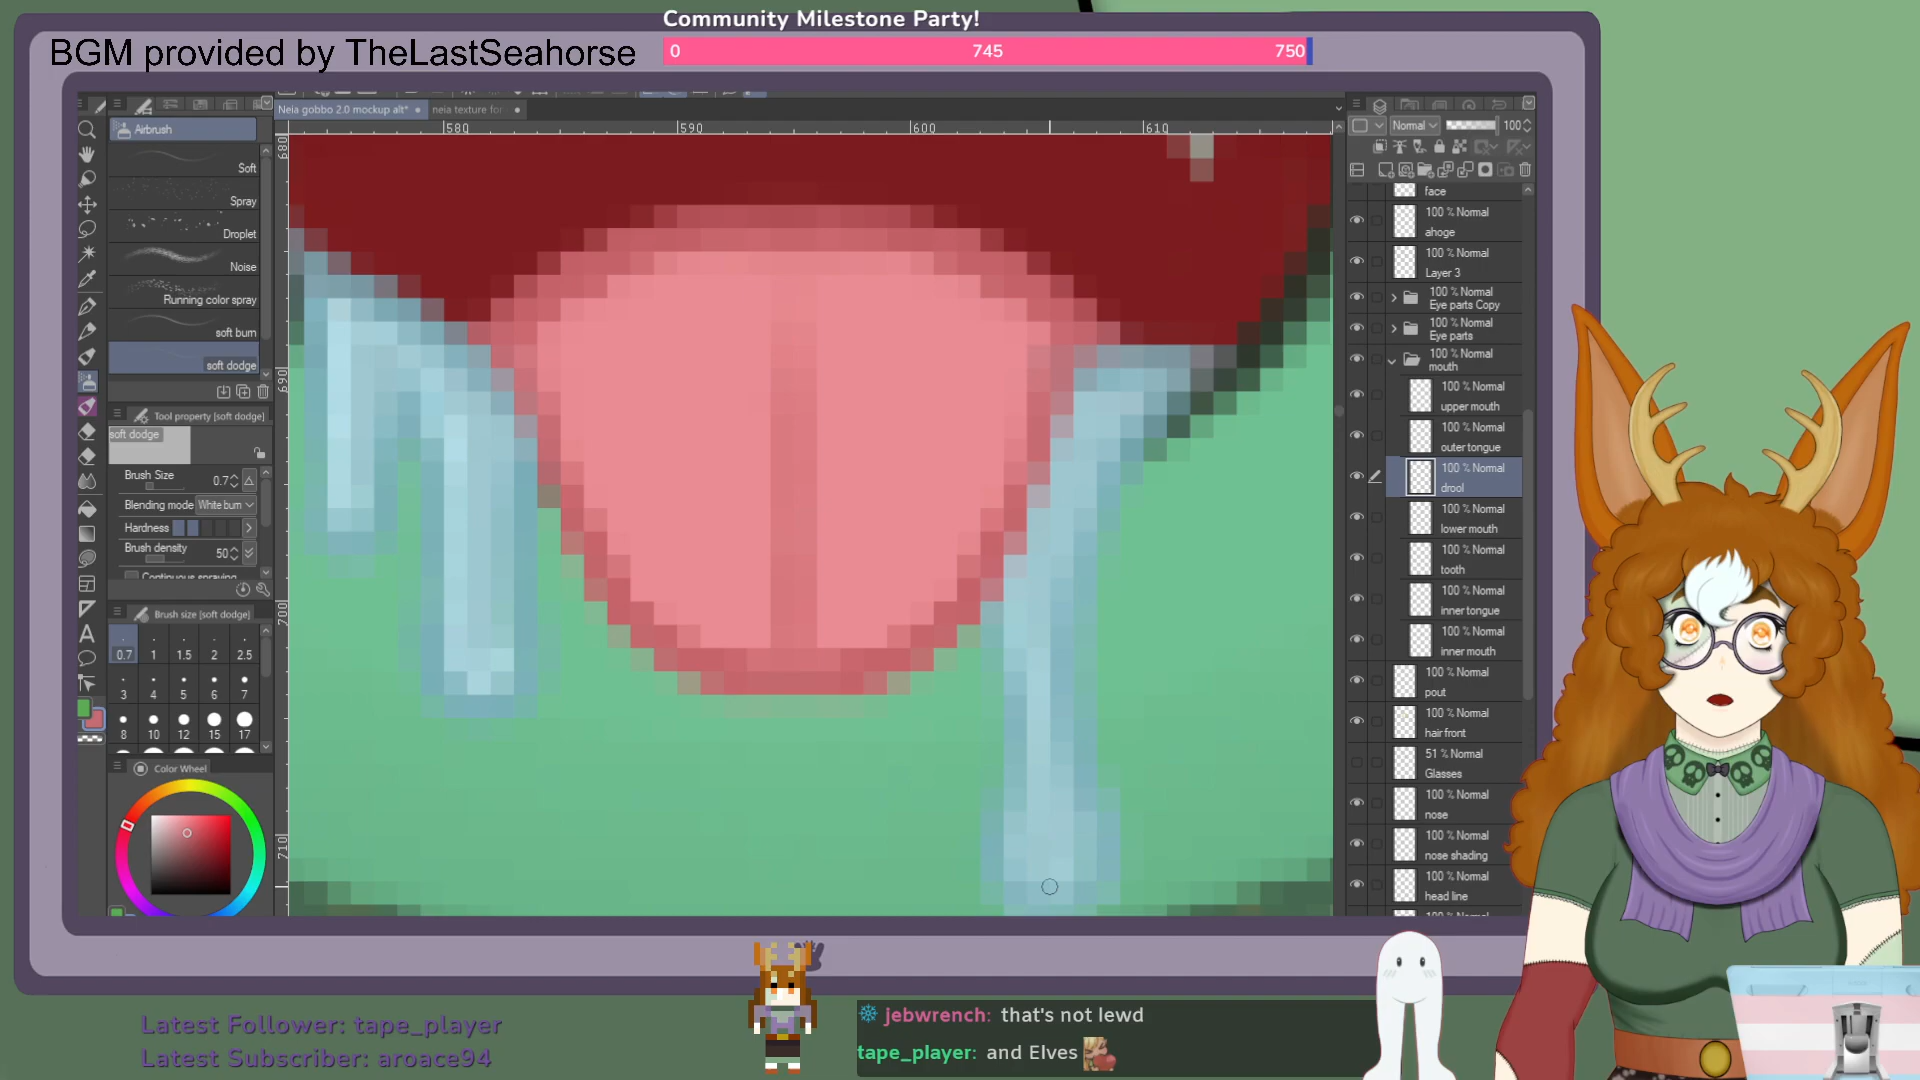 Community Milestone Party!
BGM provided by TheLastSeahorse
0 745 750
Neia gobbo 2.0 mockup alt*
neia texture for
Airbrush
580 590 600 610
680
690
700
710
Soft
Spray
Droplet
Noise
Running color spray
soft burn
soft dodge
Tool property [soft dodge]
soft dodge
Brush Size 0.7
Blending mode White burn
Hardness
Brush density 50
Continuous spraying
Brush size [soft dodge]
0.7 1 1.5 2 2.5
3 4 5 6 7
8 10 12 15 17
Color Wheel
Normal 100
face
100 % Normal
ahoge
100 % Normal
Layer 3
100 % Normal
Eye parts Copy
100 % Normal
Eye parts
100 % Normal
mouth
100 % Normal
upper mouth
100 % Normal
outer tongue
100 % Normal
drool
100 % Normal
lower mouth
100 % Normal
tooth
100 % Normal
inner tongue
100 % Normal
inner mouth
100 % Normal
pout
100 % Normal
hair front
51 % Normal
Glasses
100 % Normal
nose
100 % Normal
nose shading
100 % Normal
head line
Latest Follower: tape_player
Latest Subscriber: aroace94
jebwrench: that's not lewd
tape_player: and Elves